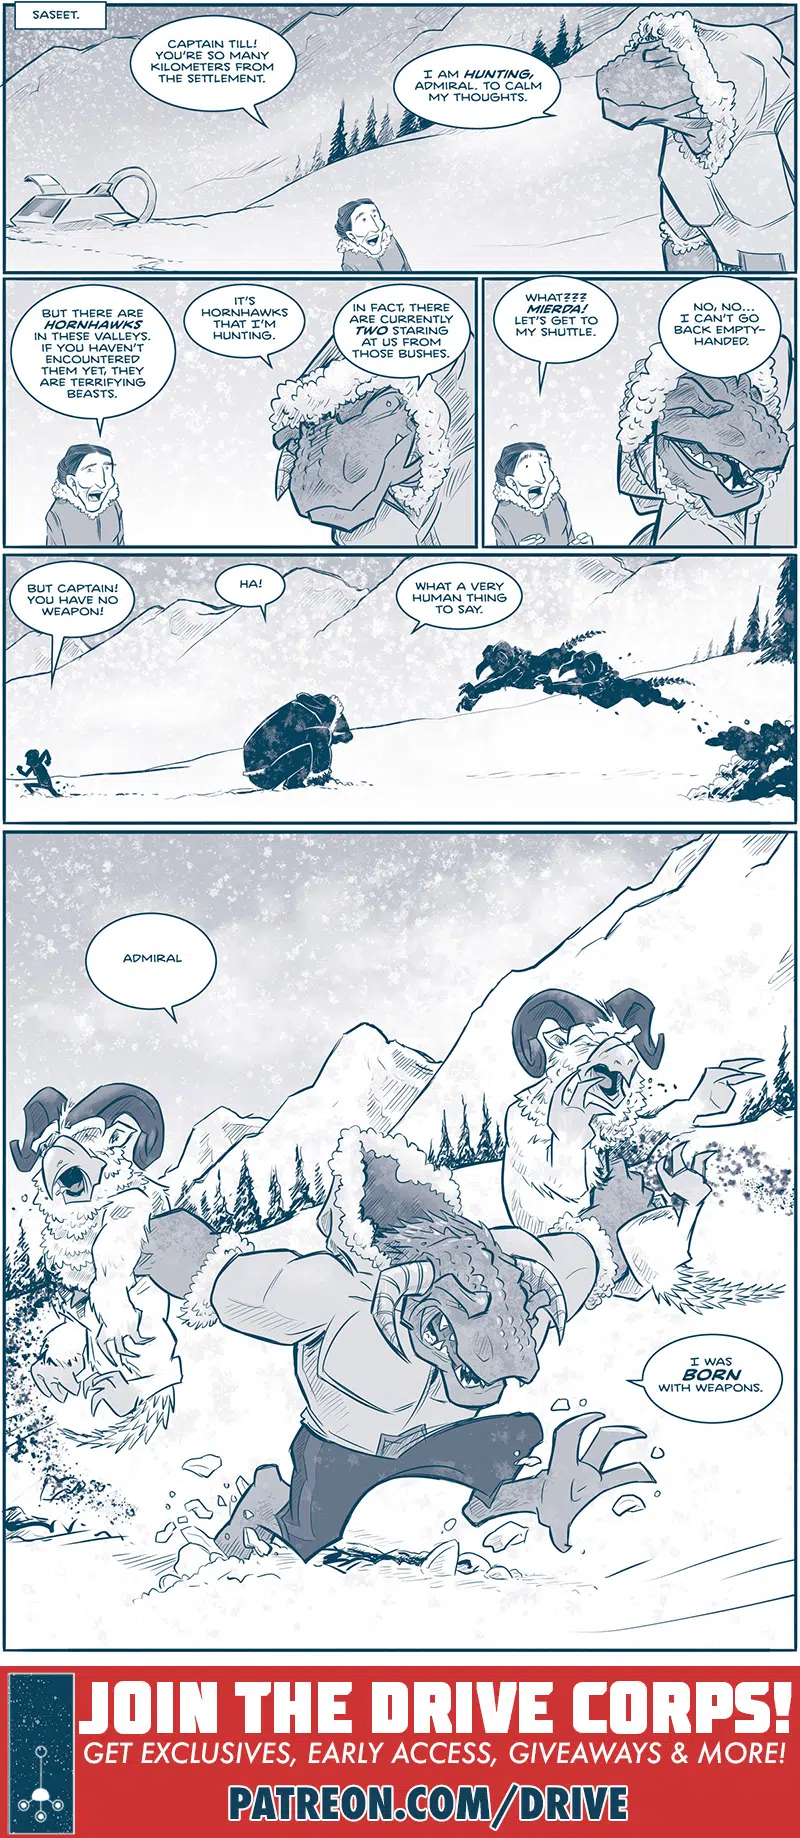 SASEET.
CAPTAIN TILL!
YOU'RE SO MANY
KILOMETERS FROM
THE SETTLEMENT.
I AM HUNTING,
ADMIRAL. TO CALM
MY THOUGHTS.
BUT THERE ARE
HORNHAWKS
IN THESE VALLEYS.
IF YOU HAVEN'T
ENCOUNTERED
THEM YET, THEY
ARE TERRIFYING
BEASTS.
IT'S
HORNHAWKS
THAT I'M
HUNTING.
IN FACT, THERE
ARE CURRENTLY
TWO STARING
AT US FROM
THOSE BUSHES.
WHAT???
MIERDA!
LET'S GET TO
MY SHUTTLE.
NO, NO...
I CAN'T GO
BACK EMPTY-
HANDED.
BUT CAPTAIN!
YOU HAVE NO
WEAPON!
HA!
WHAT A VERY
HUMAN THING
TO SAY.
ADMIRAL
I WAS
BORN
WITH WEAPONS.
JOIN THE DRIVE CORPS!
GET EXCLUSIVES, EARLY ACCESS, GIVEAWAYS & MORE!
PATREON.COM/DRIVE